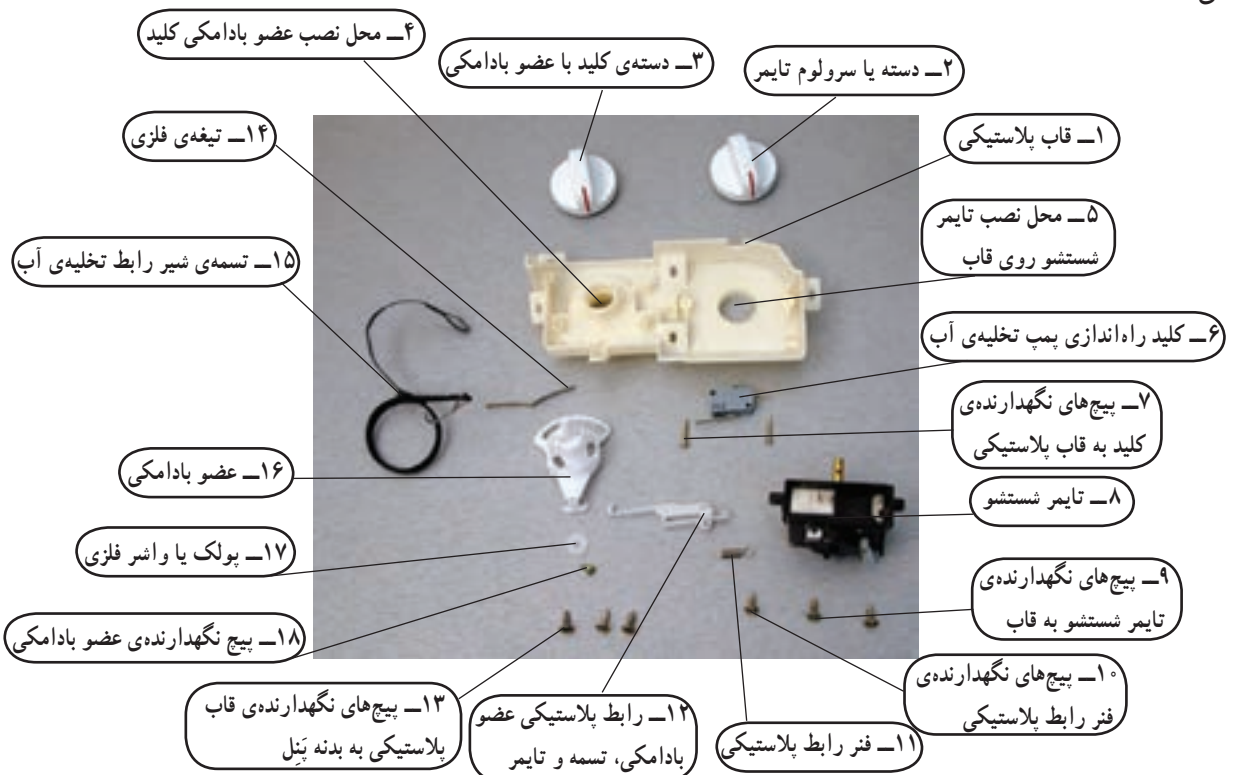 ی
۴ــ محل نصب عضو بادامکی کلید
۳ــ دسته‌ی کلید با عضو بادامکی
۲ــ دسته یا سرولوم تایمر
۱۴ــ تیغه‌ی فلزی
۱ــ قاب پلاستیکی
۵ــ محل نصب تایمر
شستشو روی قاب
۱۵ــ تسمه‌ی شیر رابط تخلیه‌ی آب
۶ــ کلید راه‌اندازی پمپ تخلیه‌ی آب
۷ــ پیچ‌های نگهدارنده‌ی
کلید به قاب پلاستیکی
۱۶ــ عضو بادامکی
۸ــ تایمر شستشو
۱۷ــ پولک یا واشر فلزی
۹ــ پیچ‌های نگهدارنده‌ی
تایمر شستشو به قاب
۱۸ــ پیچ نگهدارنده‌ی عضو بادامکی
۱۰ــ پیچ‌های نگهدارنده‌ی
فنر رابط پلاستیکی
۱۳ــ پیچ‌های نگهدارنده‌ی قاب
پلاستیکی به بدنه پَنِل
۱۲ــ رابط پلاستیکی عضو
بادامکی، تسمه و تایمر
۱۱ــ فنر رابط پلاستیکی